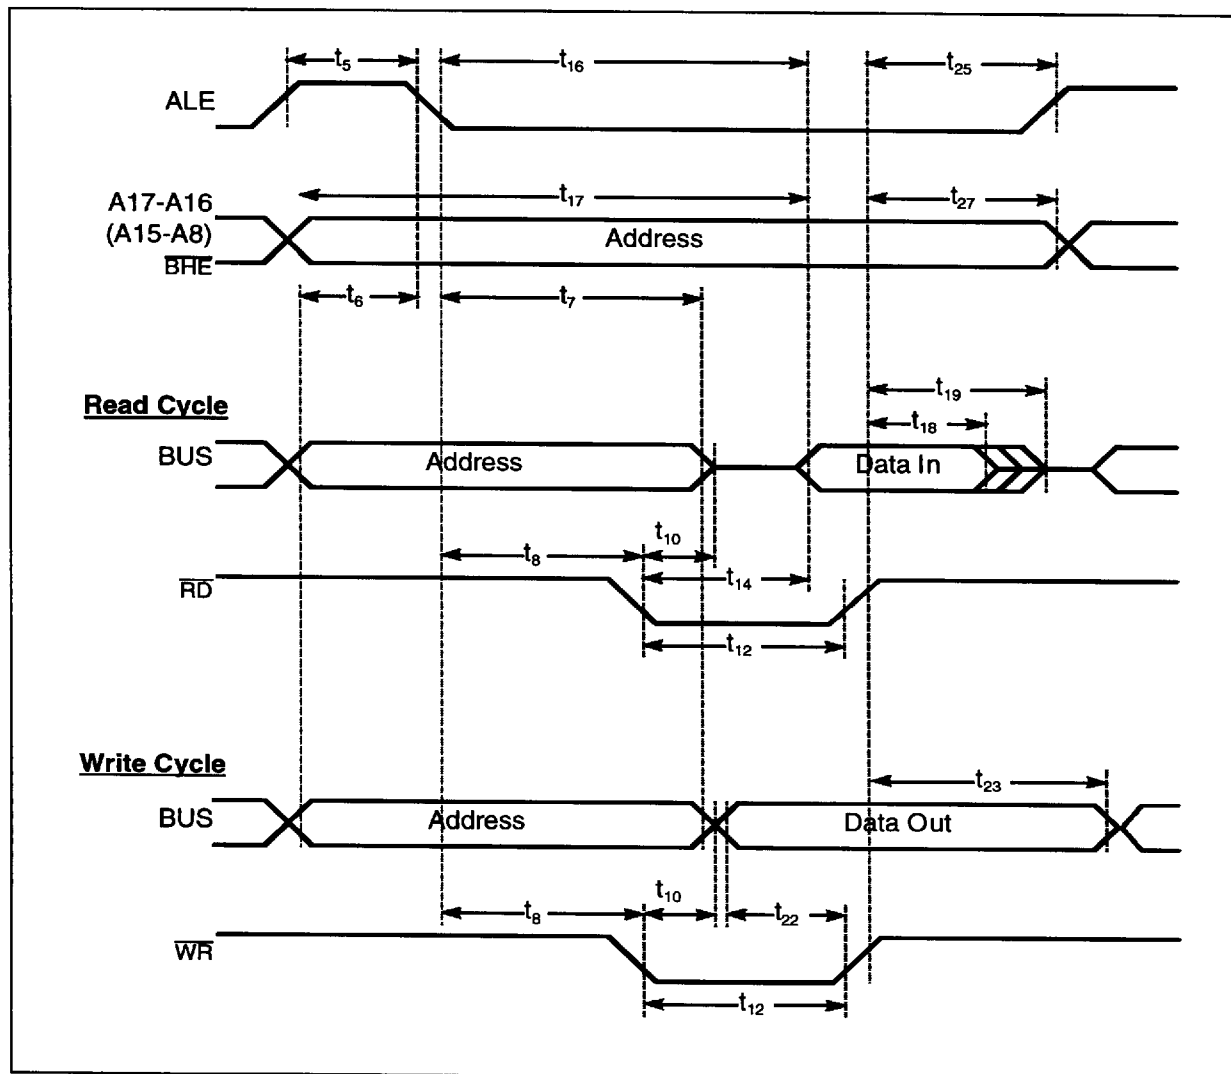 t5 t16 t25
ALE
t17 t27
A17-A16
(A15-A8)
Address
BHE
t6 t7
t19
Read Cycle
t18
BUS Address Data In
t10
t8
RD t14
t12
Write Cycle
t23
BUS Address Data Out
t10
t8 t22
WR
t12